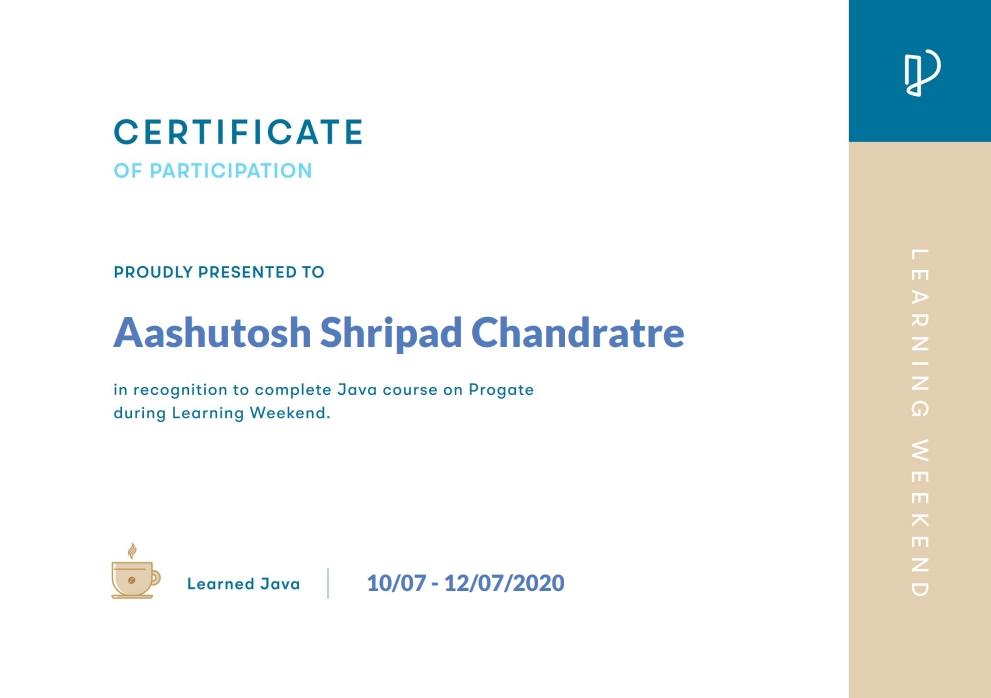 CERTIFICATE
OF PARTICIPATION
PROUDLY PRESENTED TO
Aashutosh Shripad Chandratre
in recognition to complete Java course on Progate
during Learning Weekend.
Learned Java
10/07 - 12/07/2020
LEARNING WEEKEND